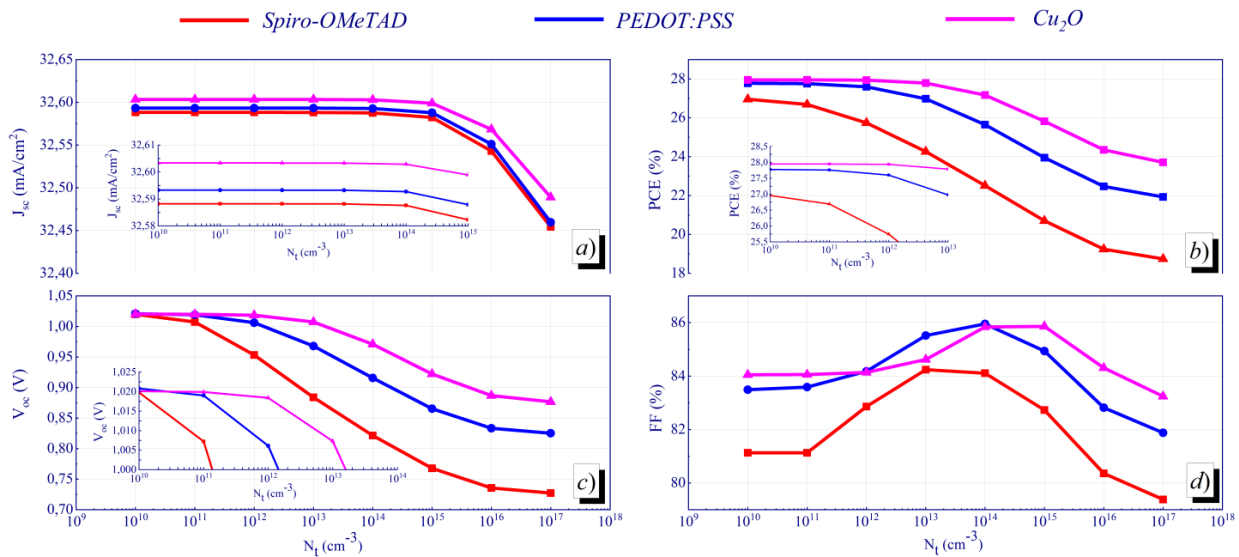 Spiro-OMeTAD PEDOT:PSS Cu2O
32,65
32,60
32,55
32,50
32,45
32,40
Jsc (mA/cm²)
32,61
32,60
32,59
32,58
Jsc (mA/cm²)
10¹⁰ 10¹¹ 10¹² 10¹³ 10¹⁴ 10¹⁵
Nt (cm⁻³)
a)
28
26
24
22
20
18
PCE (%)
28,5
28,0
27,5
27,0
26,5
26,0
25,5
PCE (%)
10¹⁰ 10¹¹ 10¹² 10¹³
Nt (cm⁻³)
b)
1,05
1,00
0,95
0,90
0,85
0,80
0,75
0,70
Voc (V)
1,025
1,020
1,015
1,010
1,005
1,000
Voc (V)
10¹⁰ 10¹¹ 10¹² 10¹³ 10¹⁴
Nt (cm⁻³)
c)
10⁹ 10¹⁰ 10¹¹ 10¹² 10¹³ 10¹⁴ 10¹⁵ 10¹⁶ 10¹⁷ 10¹⁸
Nt (cm⁻³)
86
84
82
80
FF (%)
d)
10⁹ 10¹⁰ 10¹¹ 10¹² 10¹³ 10¹⁴ 10¹⁵ 10¹⁶ 10¹⁷ 10¹⁸
Nt (cm⁻³)